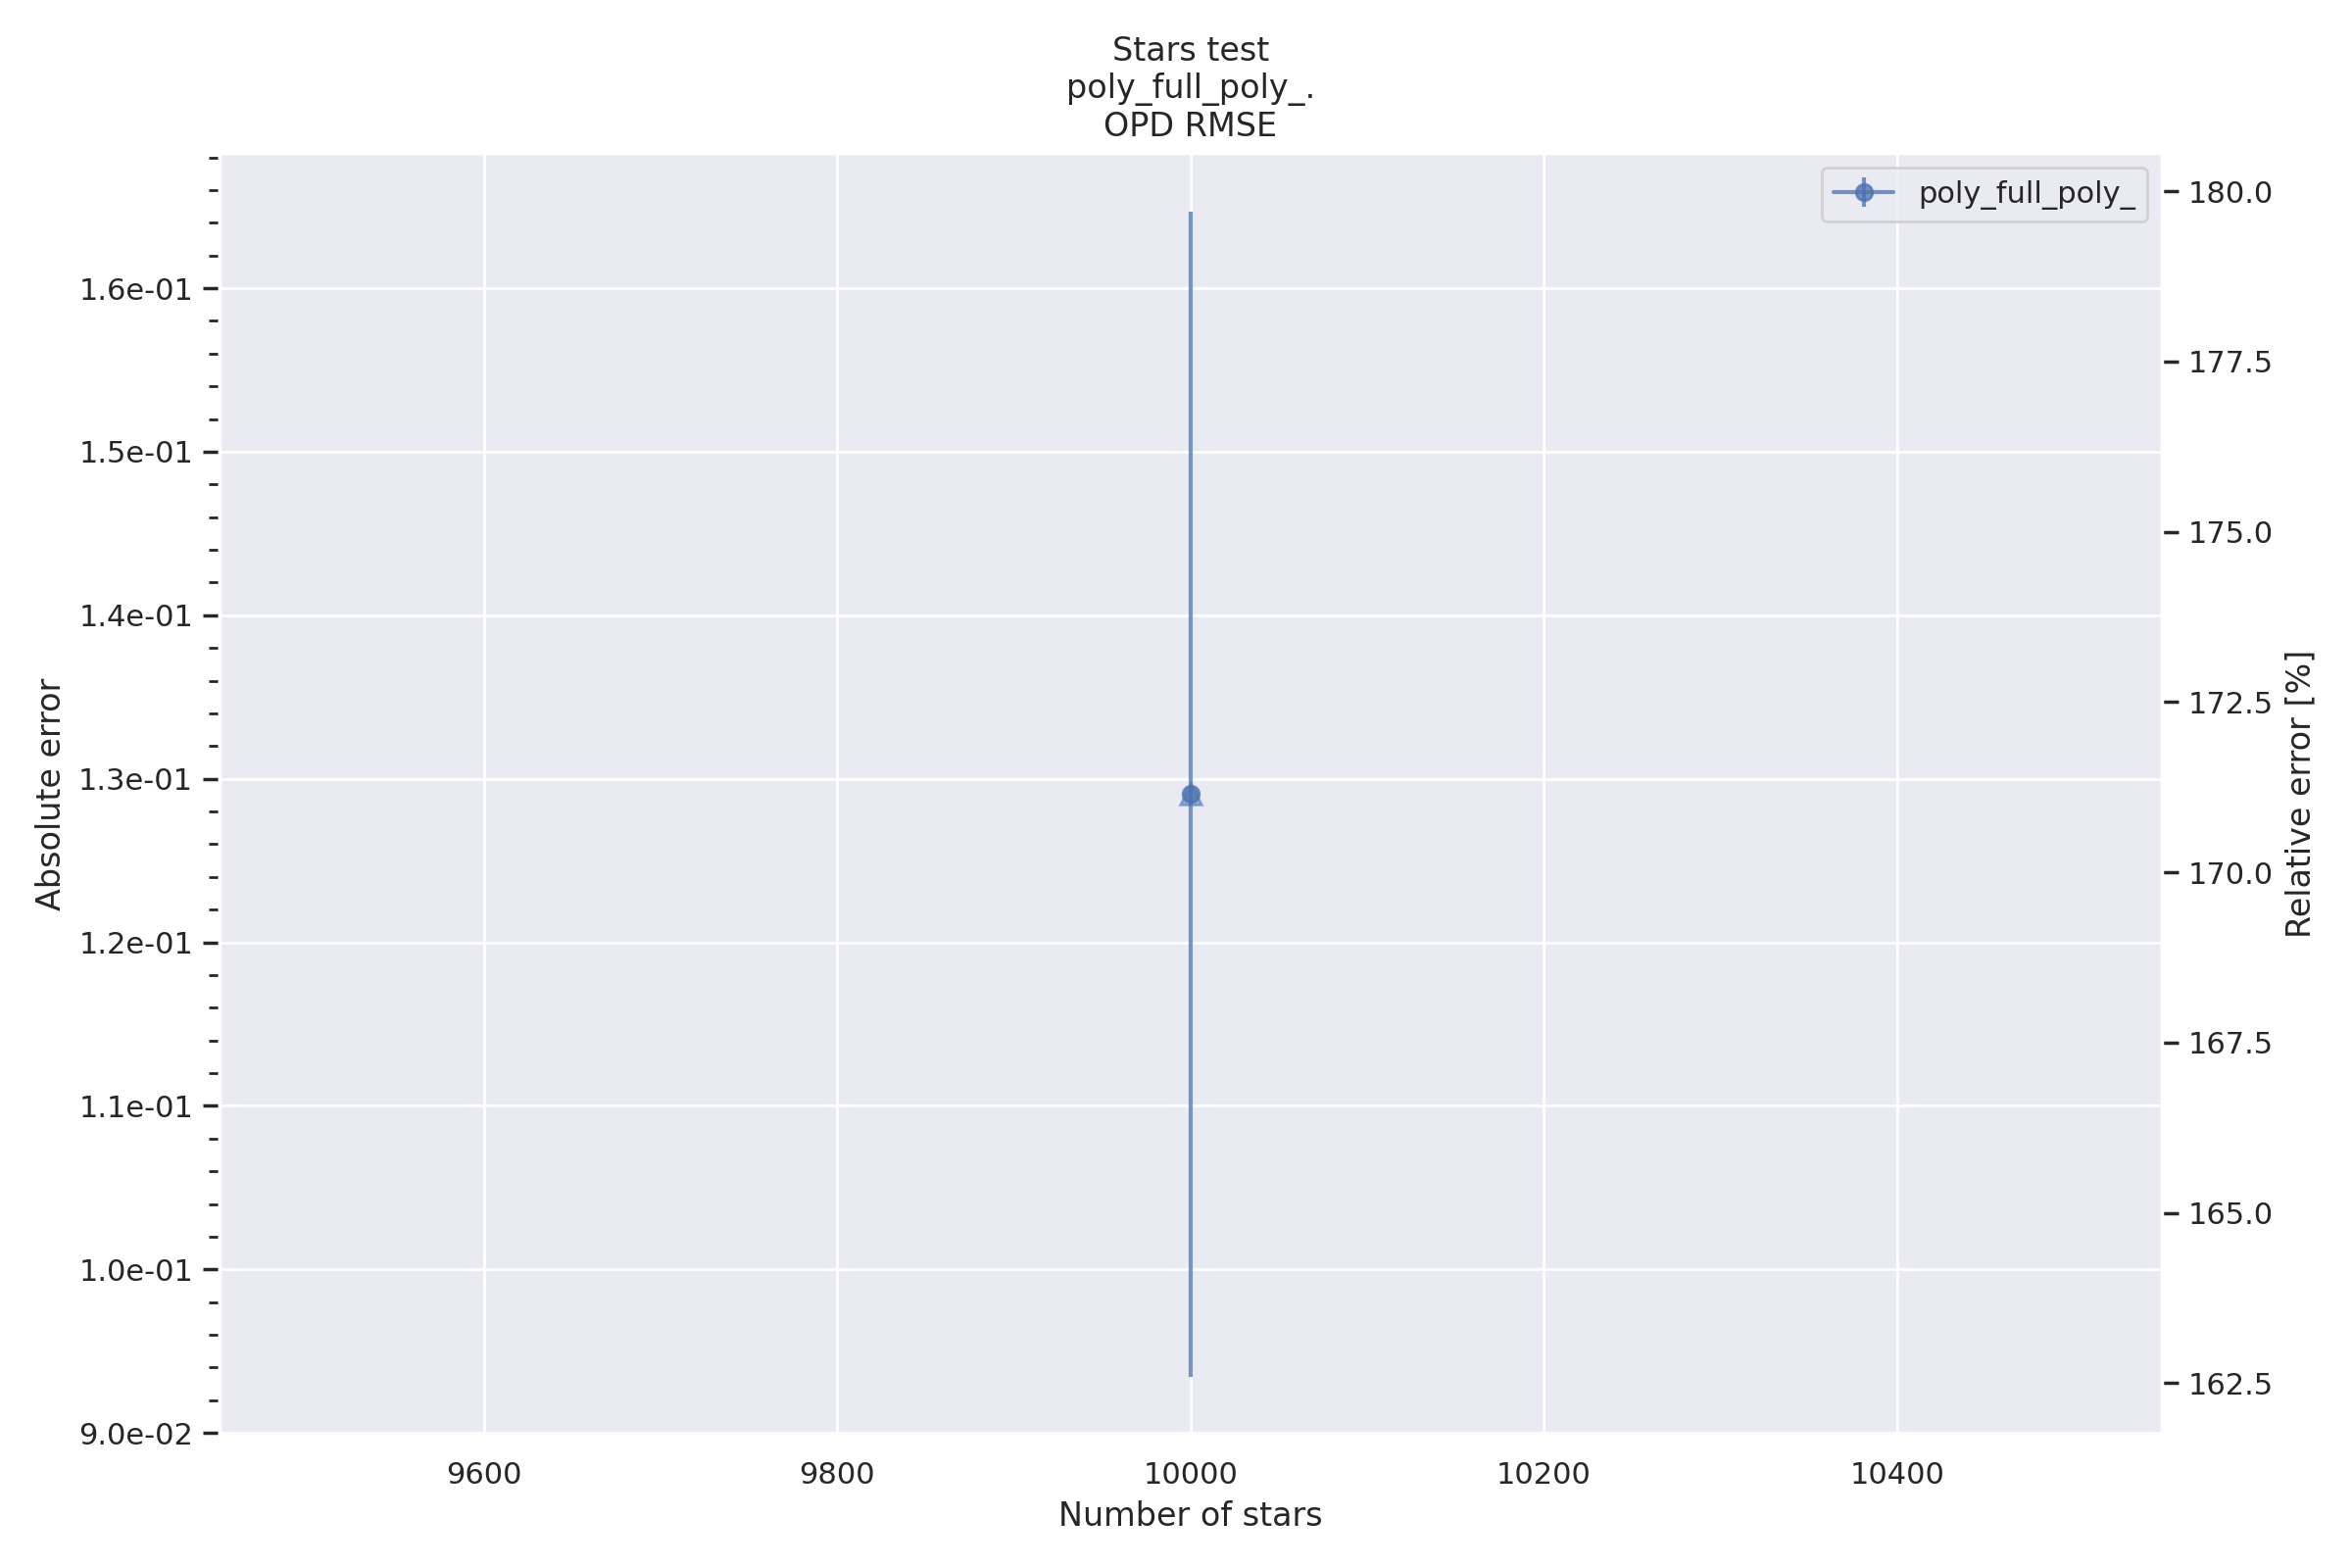 Stars test
poly_full_poly_.
OPD RMSE
poly_full_poly_
Absolute error
1.6e-01
1.5e-01
1.4e-01
1.3e-01
1.2e-01
1.1e-01
1.0e-01
9.0e-02
180.0
177.5
175.0
172.5
170.0
167.5
165.0
162.5
Relative error [%]
9600
9800
10000
10200
10400
Number of stars